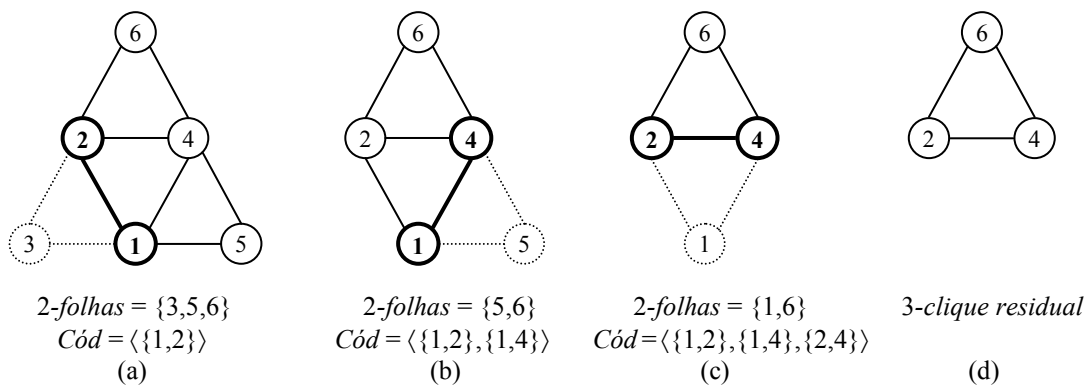 6 6 6 6
2 4 2 4 2 4 2 4
3 1 5 1 5 1
2-folhas = {3,5,6} 2-folhas = {5,6} 2-folhas = {1,6} 3-clique residual
Cód = ⟨{1,2}⟩ Cód = ⟨{1,2},{1,4}⟩ Cód =⟨{1,2},{1,4},{2,4}⟩
(a) (b) (c) (d)